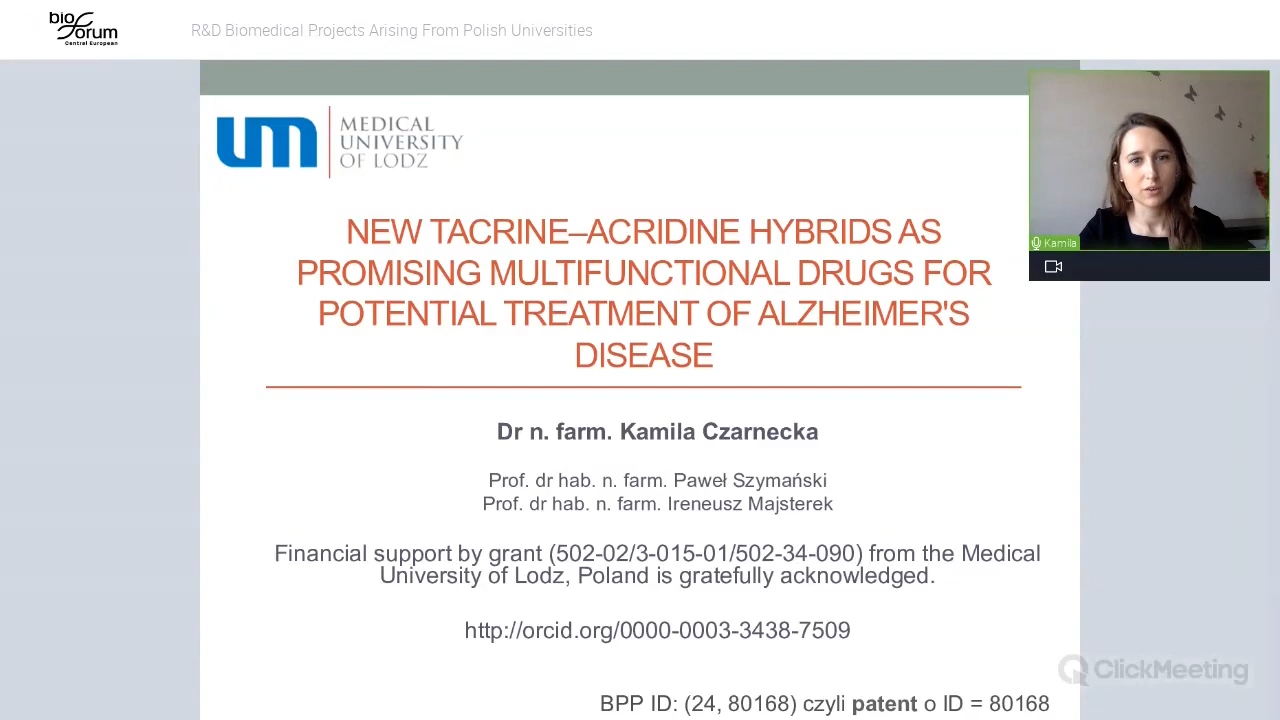 bio
Forum
Central European
R&D Biomedical Projects Arising From Polish Universities
um
MEDICAL
UNIVERSITY
OF LODZ
NEW TACRINE–ACRIDINE HYBRIDS AS
PROMISING MULTIFUNCTIONAL DRUGS FOR
POTENTIAL TREATMENT OF ALZHEIMER'S
DISEASE
Dr n. farm. Kamila Czarnecka
Prof. dr hab. n. farm. Paweł Szymański
Prof. dr hab. n. farm. Ireneusz Majsterek
Financial support by grant (502-02/3-015-01/502-34-090) from the Medical
University of Lodz, Poland is gratefully acknowledged.
http://orcid.org/0000-0003-3438-7509
BPP ID: (24, 80168) czyli patent o ID = 80168
Kamila
ClickMeeting